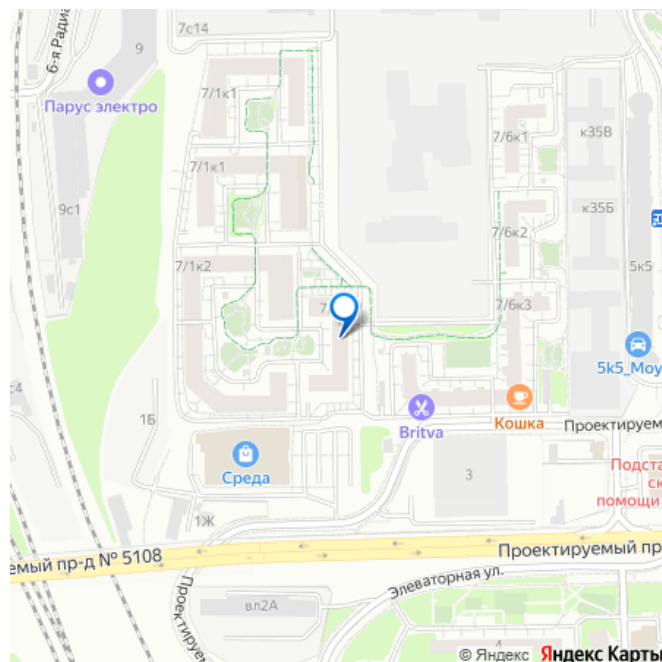 7с14
6-я Радиа
9
Парус электро
7/1к1
7/6к1
к35В
7/1к1
9с1
к35Б
7/6к2
7/1к2
5к5
7/6к3
7/
5k5_Моу
с4
1Б
Britva
Кошка
Проектируем
Среда
3
Подста
ск
помощи
1Ж
емый пр-д № 5108
Проектируемый пр
Элеваторная ул.
Проектируем
вл2А
4
© Яндекс Яндекс Карты